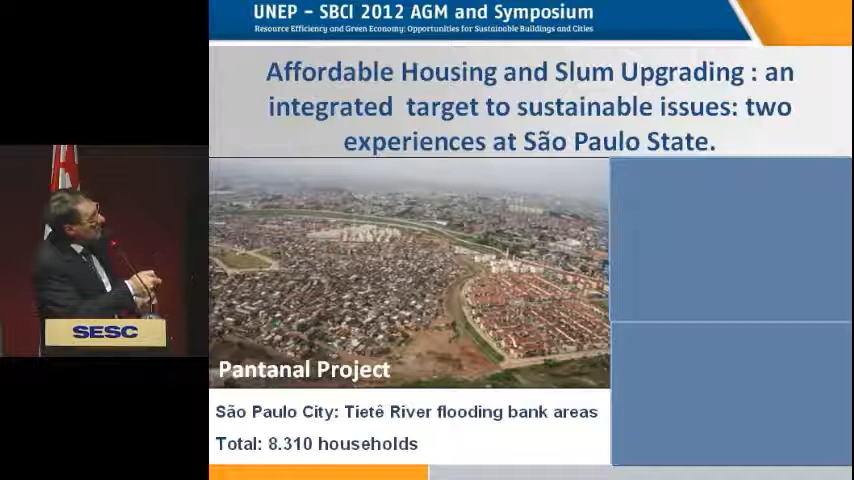 UNEP – SBCI 2012 AGM and Symposium
Resource Efficiency and Green Economy: Opportunities for Sustainable Buildings and Cities
Affordable Housing and Slum Upgrading : an
integrated target to sustainable issues: two
experiences at São Paulo State.
SESC
Pantanal Project
São Paulo City: Tietê River flooding bank areas
Total: 8.310 households